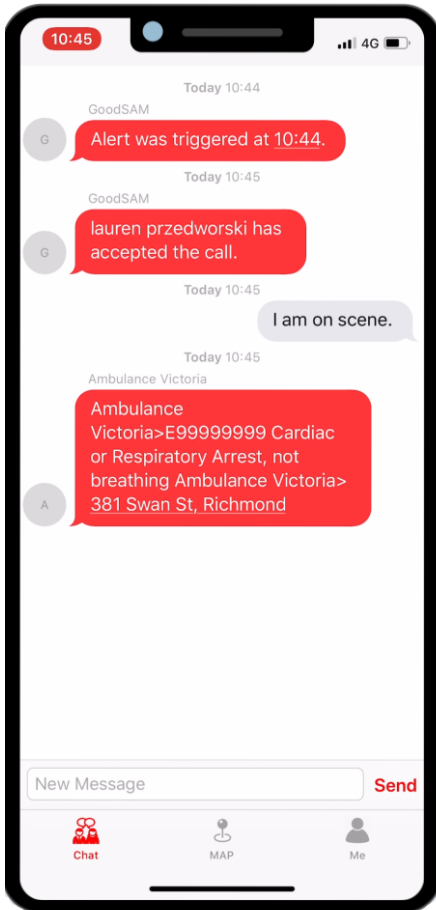 10:45
4G
Today 10:44
GoodSAM
G
Alert was triggered at 10:44.
Today 10:45
GoodSAM
G
lauren przedworski has
accepted the call.
Today 10:45
I am on scene.
Today 10:45
Ambulance Victoria
Ambulance
Victoria>E99999999 Cardiac
or Respiratory Arrest, not
breathing Ambulance Victoria>
381 Swan St, Richmond
A
New Message
Send
Chat
MAP
Me